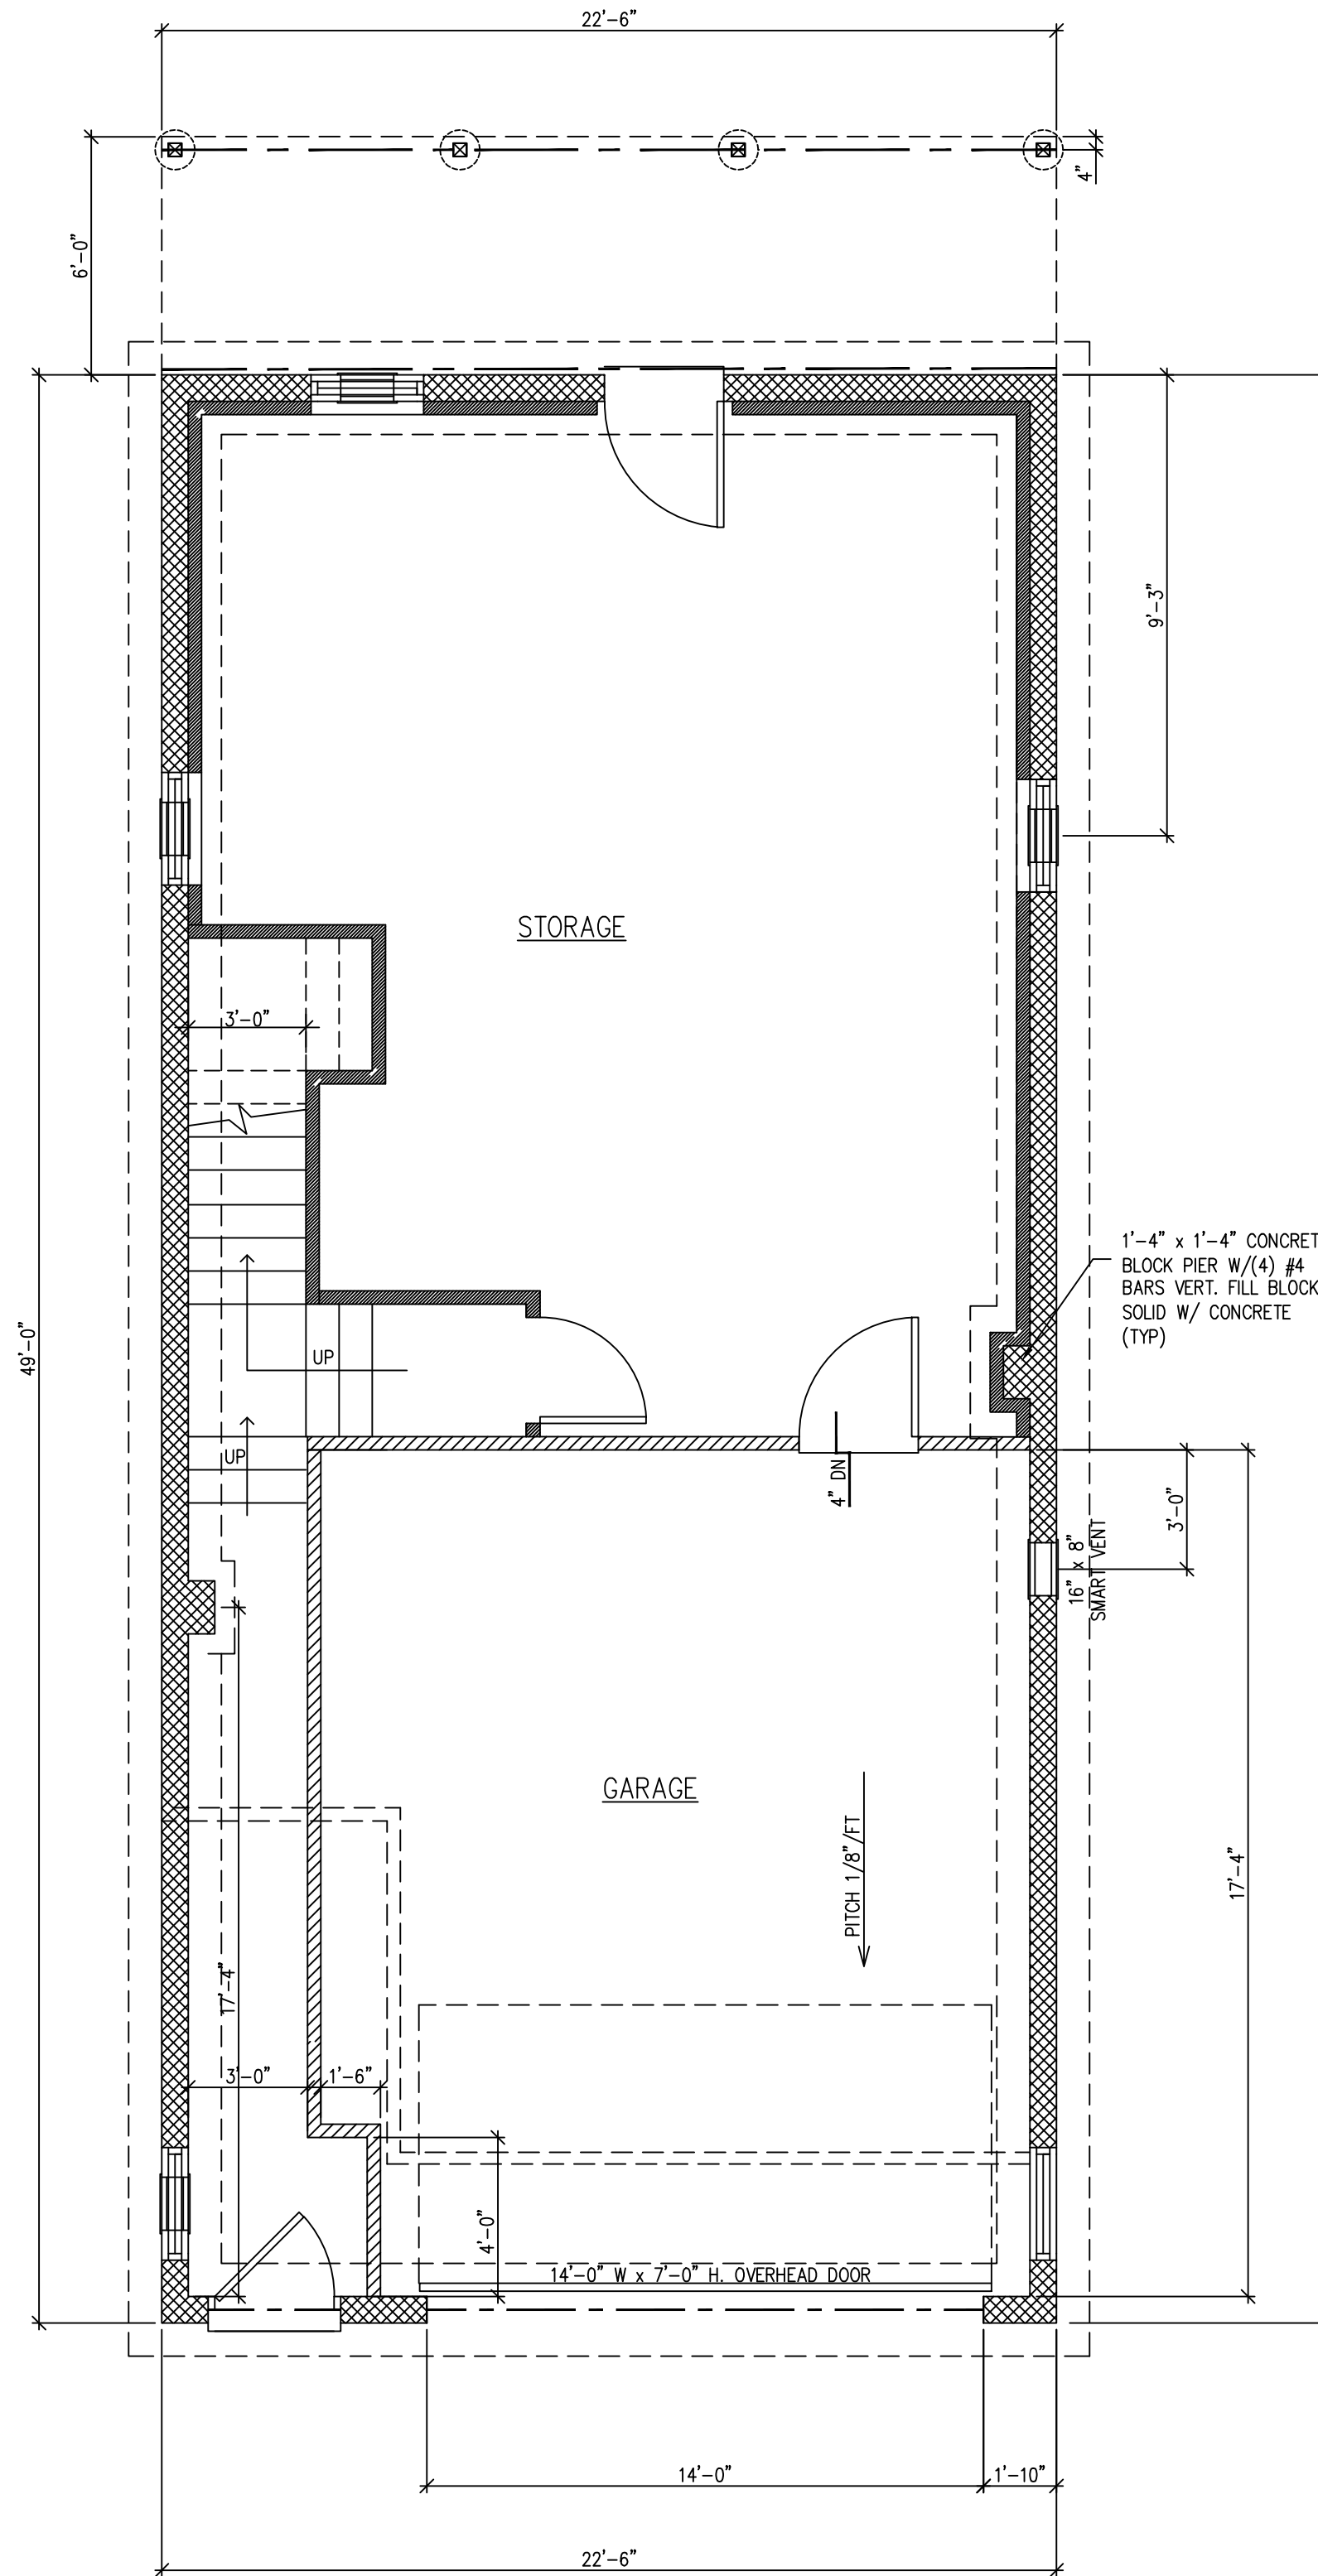 22'-6"
4"
6'-0"
9'-3"
STORAGE
3'-0"
1'-4" x 1'-4" CONCRET
BLOCK PIER W/(4) #4
BARS VERT. FILL BLOCK
SOLID W/ CONCRETE
(TYP)
49'-0"
UP
UP
4" DN
3'-0"
16" x 8"
SMART VENT
GARAGE
PITCH 1/8"/FT
17'-4"
17'-4"
3'-0"
1'-6"
4'-0"
14'-0" W x 7'-0" H. OVERHEAD DOOR
14'-0"
1'-10"
22'-6"